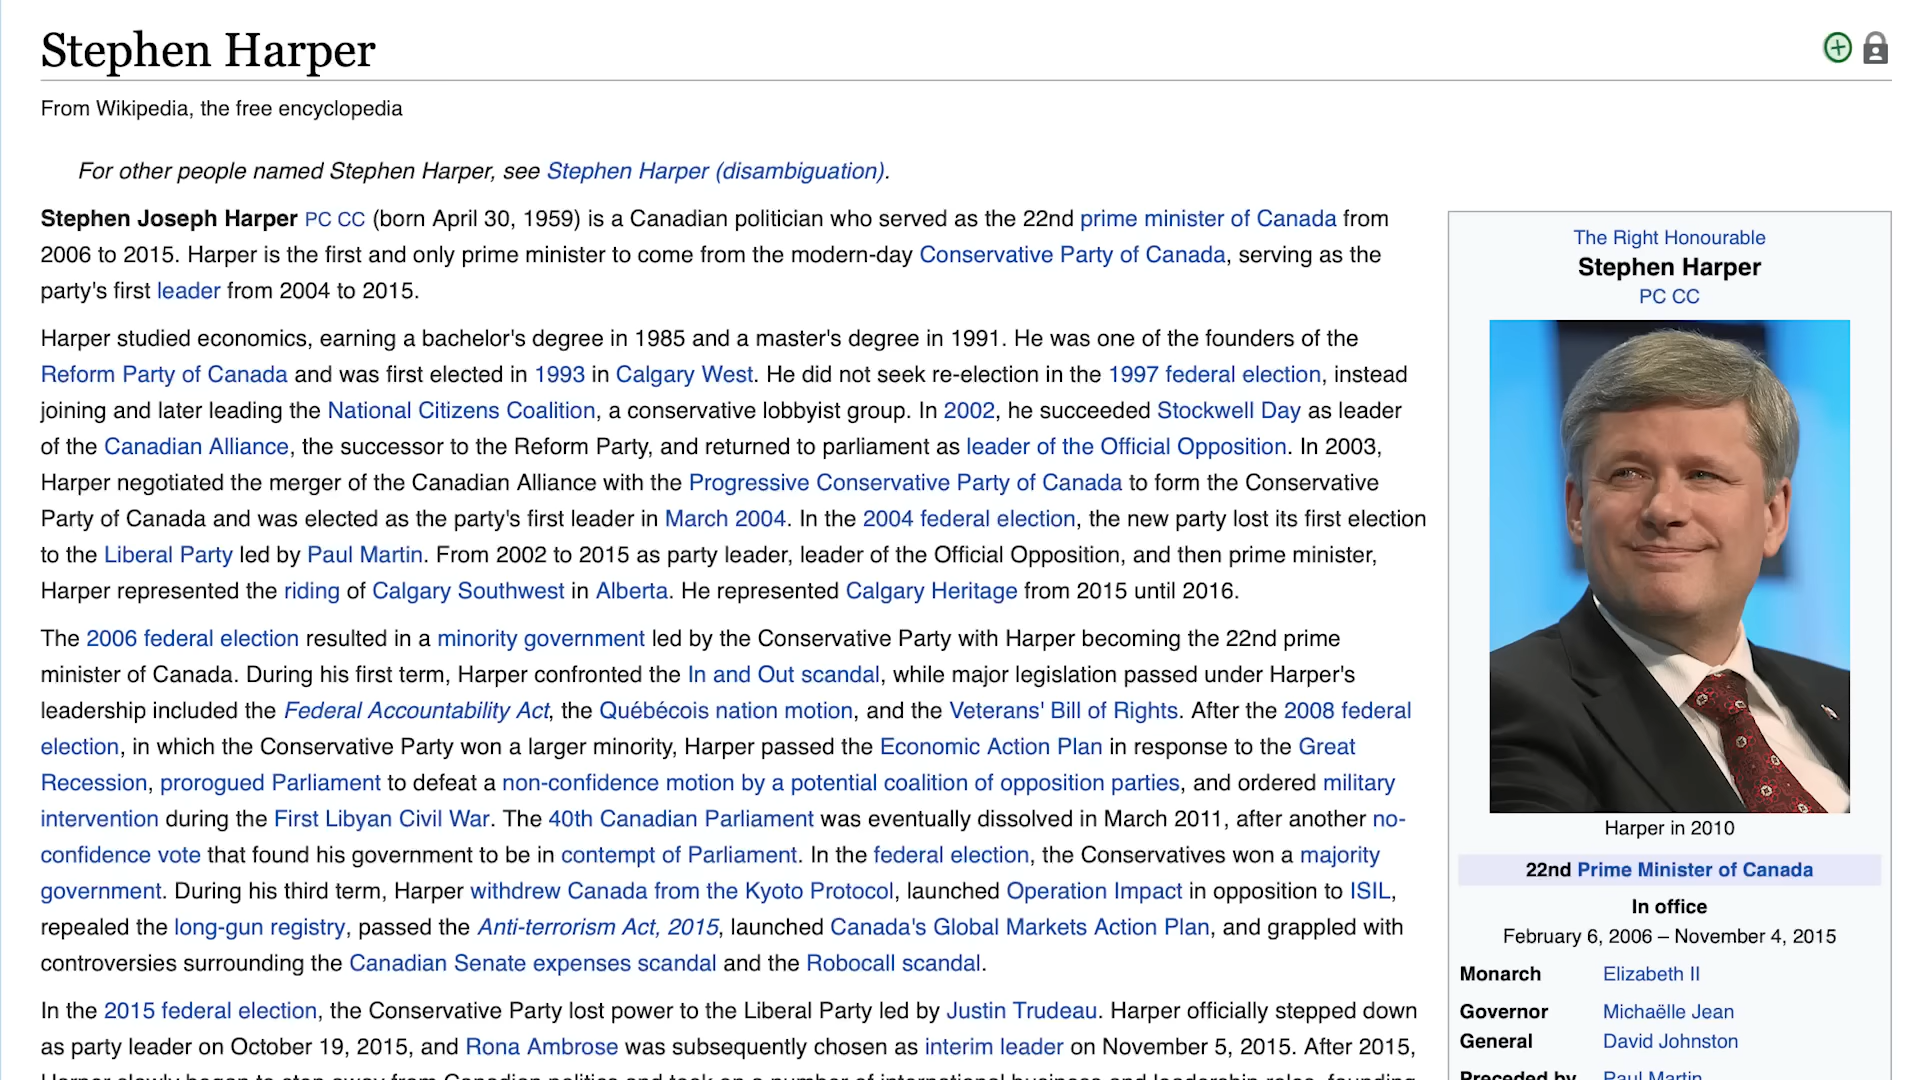 Stephen Harper
From Wikipedia, the free encyclopedia
For other people named Stephen Harper, see Stephen Harper (disambiguation).
Stephen Joseph Harper PC CC (born April 30, 1959) is a Canadian politician who served as the 22nd prime minister of Canada from
2006 to 2015. Harper is the first and only prime minister to come from the modern-day Conservative Party of Canada, serving as the
party's first leader from 2004 to 2015.
Harper studied economics, earning a bachelor's degree in 1985 and a master's degree in 1991. He was one of the founders of the
Reform Party of Canada and was first elected in 1993 in Calgary West. He did not seek re-election in the 1997 federal election, instead
joining and later leading the National Citizens Coalition, a conservative lobbyist group. In 2002, he succeeded Stockwell Day as leader
of the Canadian Alliance, the successor to the Reform Party, and returned to parliament as leader of the Official Opposition. In 2003,
Harper negotiated the merger of the Canadian Alliance with the Progressive Conservative Party of Canada to form the Conservative
Party of Canada and was elected as the party's first leader in March 2004. In the 2004 federal election, the new party lost its first election
to the Liberal Party led by Paul Martin. From 2002 to 2015 as party leader, leader of the Official Opposition, and then prime minister,
Harper represented the riding of Calgary Southwest in Alberta. He represented Calgary Heritage from 2015 until 2016.
The 2006 federal election resulted in a minority government led by the Conservative Party with Harper becoming the 22nd prime
minister of Canada. During his first term, Harper confronted the In and Out scandal, while major legislation passed under Harper's
leadership included the Federal Accountability Act, the Québécois nation motion, and the Veterans' Bill of Rights. After the 2008 federal
election, in which the Conservative Party won a larger minority, Harper passed the Economic Action Plan in response to the Great
Recession, prorogued Parliament to defeat a non-confidence motion by a potential coalition of opposition parties, and ordered military
intervention during the First Libyan Civil War. The 40th Canadian Parliament was eventually dissolved in March 2011, after another no-
confidence vote that found his government to be in contempt of Parliament. In the federal election, the Conservatives won a majority
government. During his third term, Harper withdrew Canada from the Kyoto Protocol, launched Operation Impact in opposition to ISIL,
repealed the long-gun registry, passed the Anti-terrorism Act, 2015, launched Canada's Global Markets Action Plan, and grappled with
controversies surrounding the Canadian Senate expenses scandal and the Robocall scandal.
In the 2015 federal election, the Conservative Party lost power to the Liberal Party led by Justin Trudeau. Harper officially stepped down
as party leader on October 19, 2015, and Rona Ambrose was subsequently chosen as interim leader on November 5, 2015. After 2015,
Harper slowly began to step away from Canadian politics and took on a number of international business and leadership roles, founding
The Right Honourable
Stephen Harper
PC CC
Harper in 2010
22nd Prime Minister of Canada
In office
February 6, 2006 – November 4, 2015
Monarch Elizabeth II
Governor Michaëlle Jean
General David Johnston
Preceded by Paul Martin